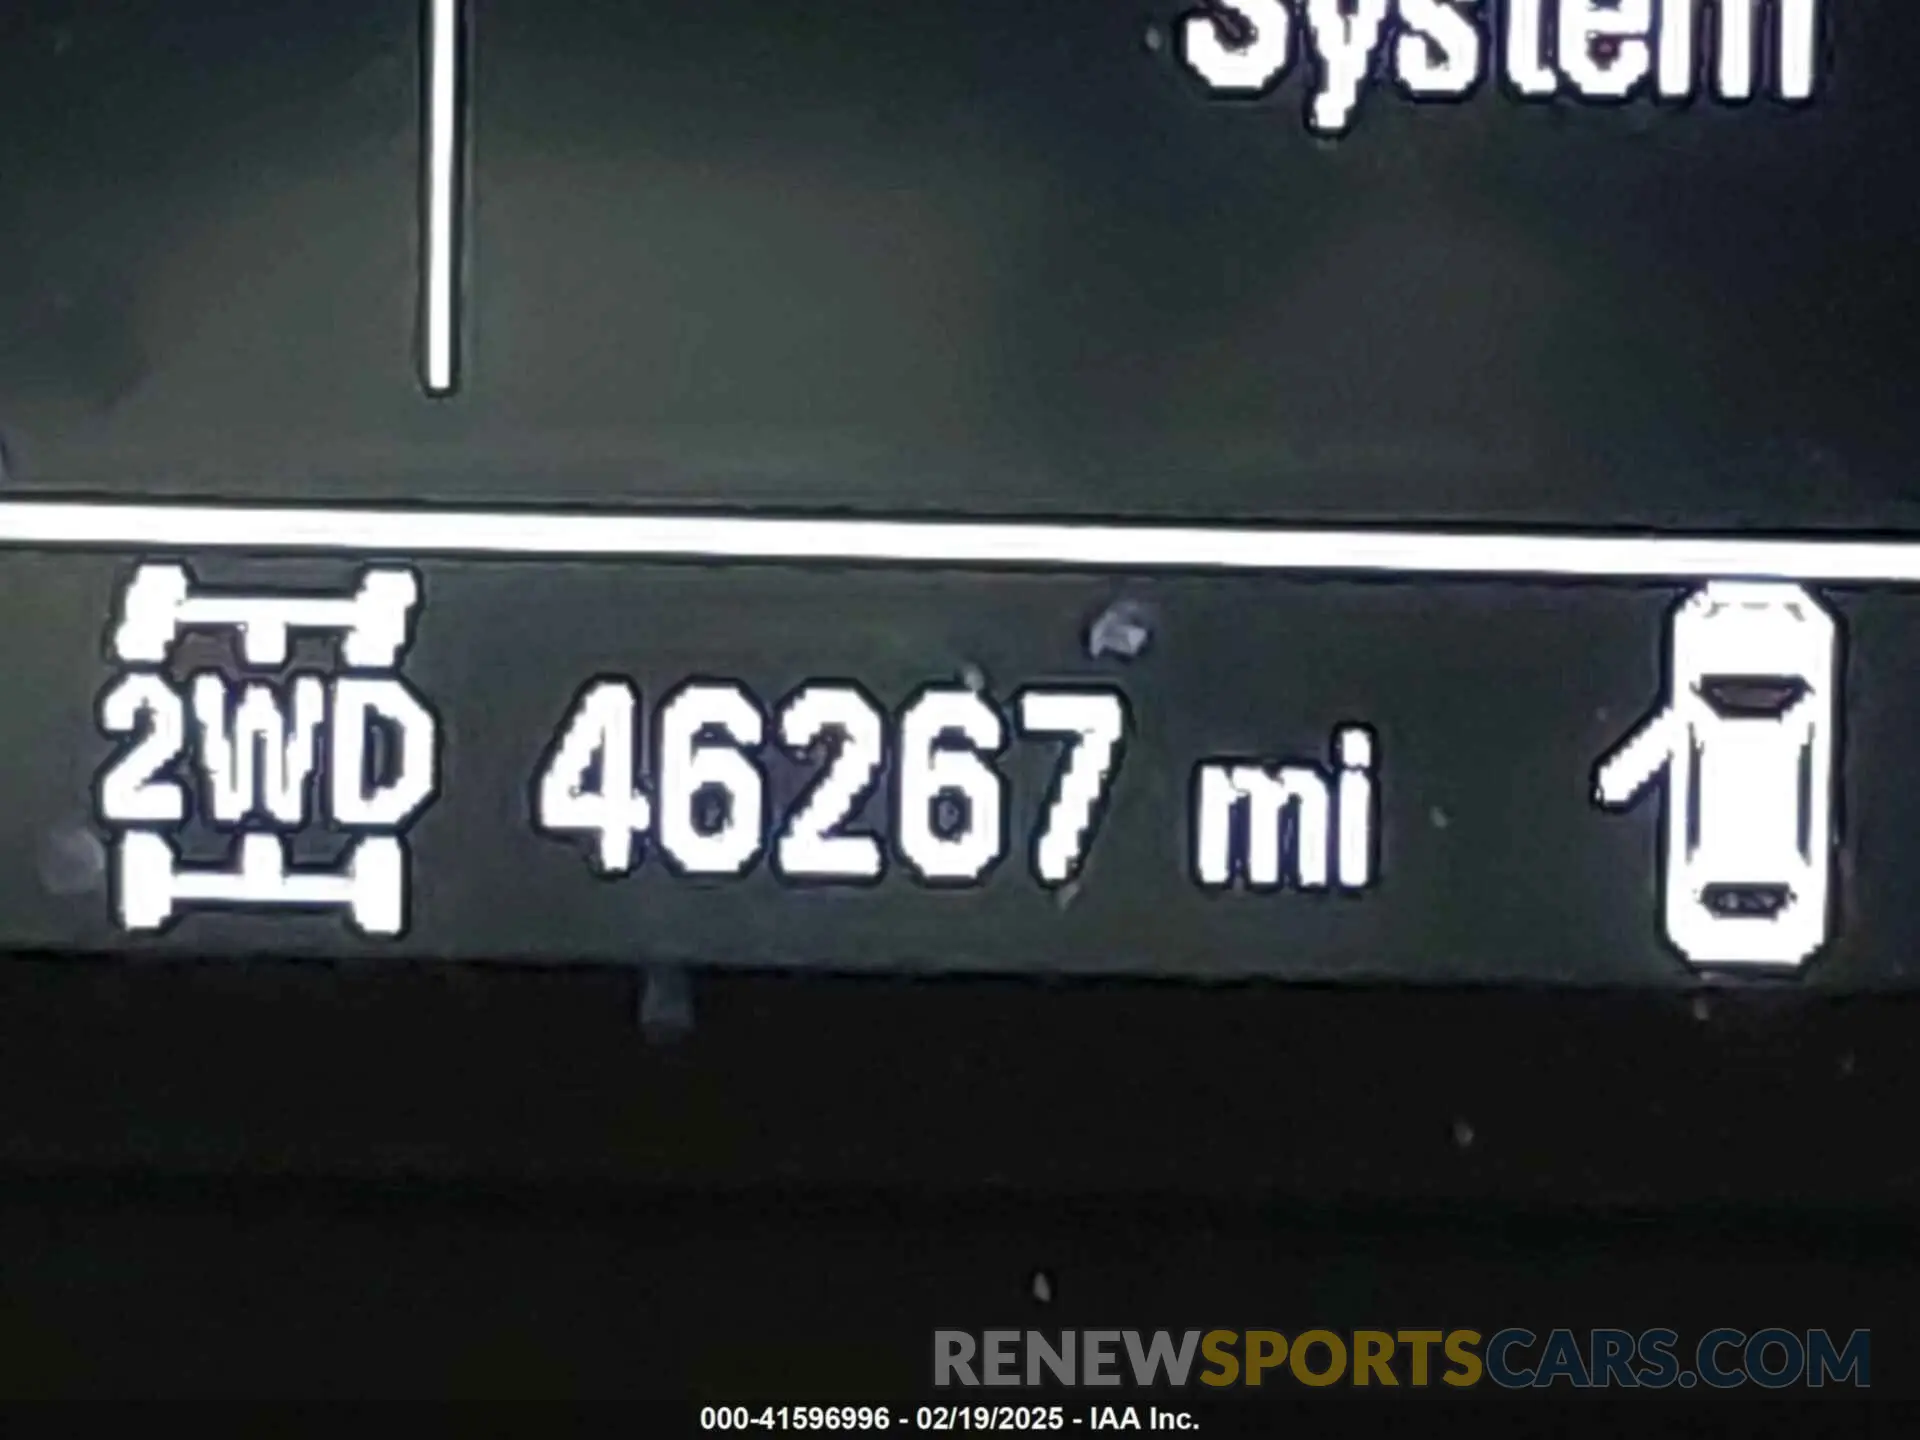 System
2WD 46267 mi
RENEWSPORTSCARS.COM
000-41596996 - 02/19/2025 - IAA Inc.